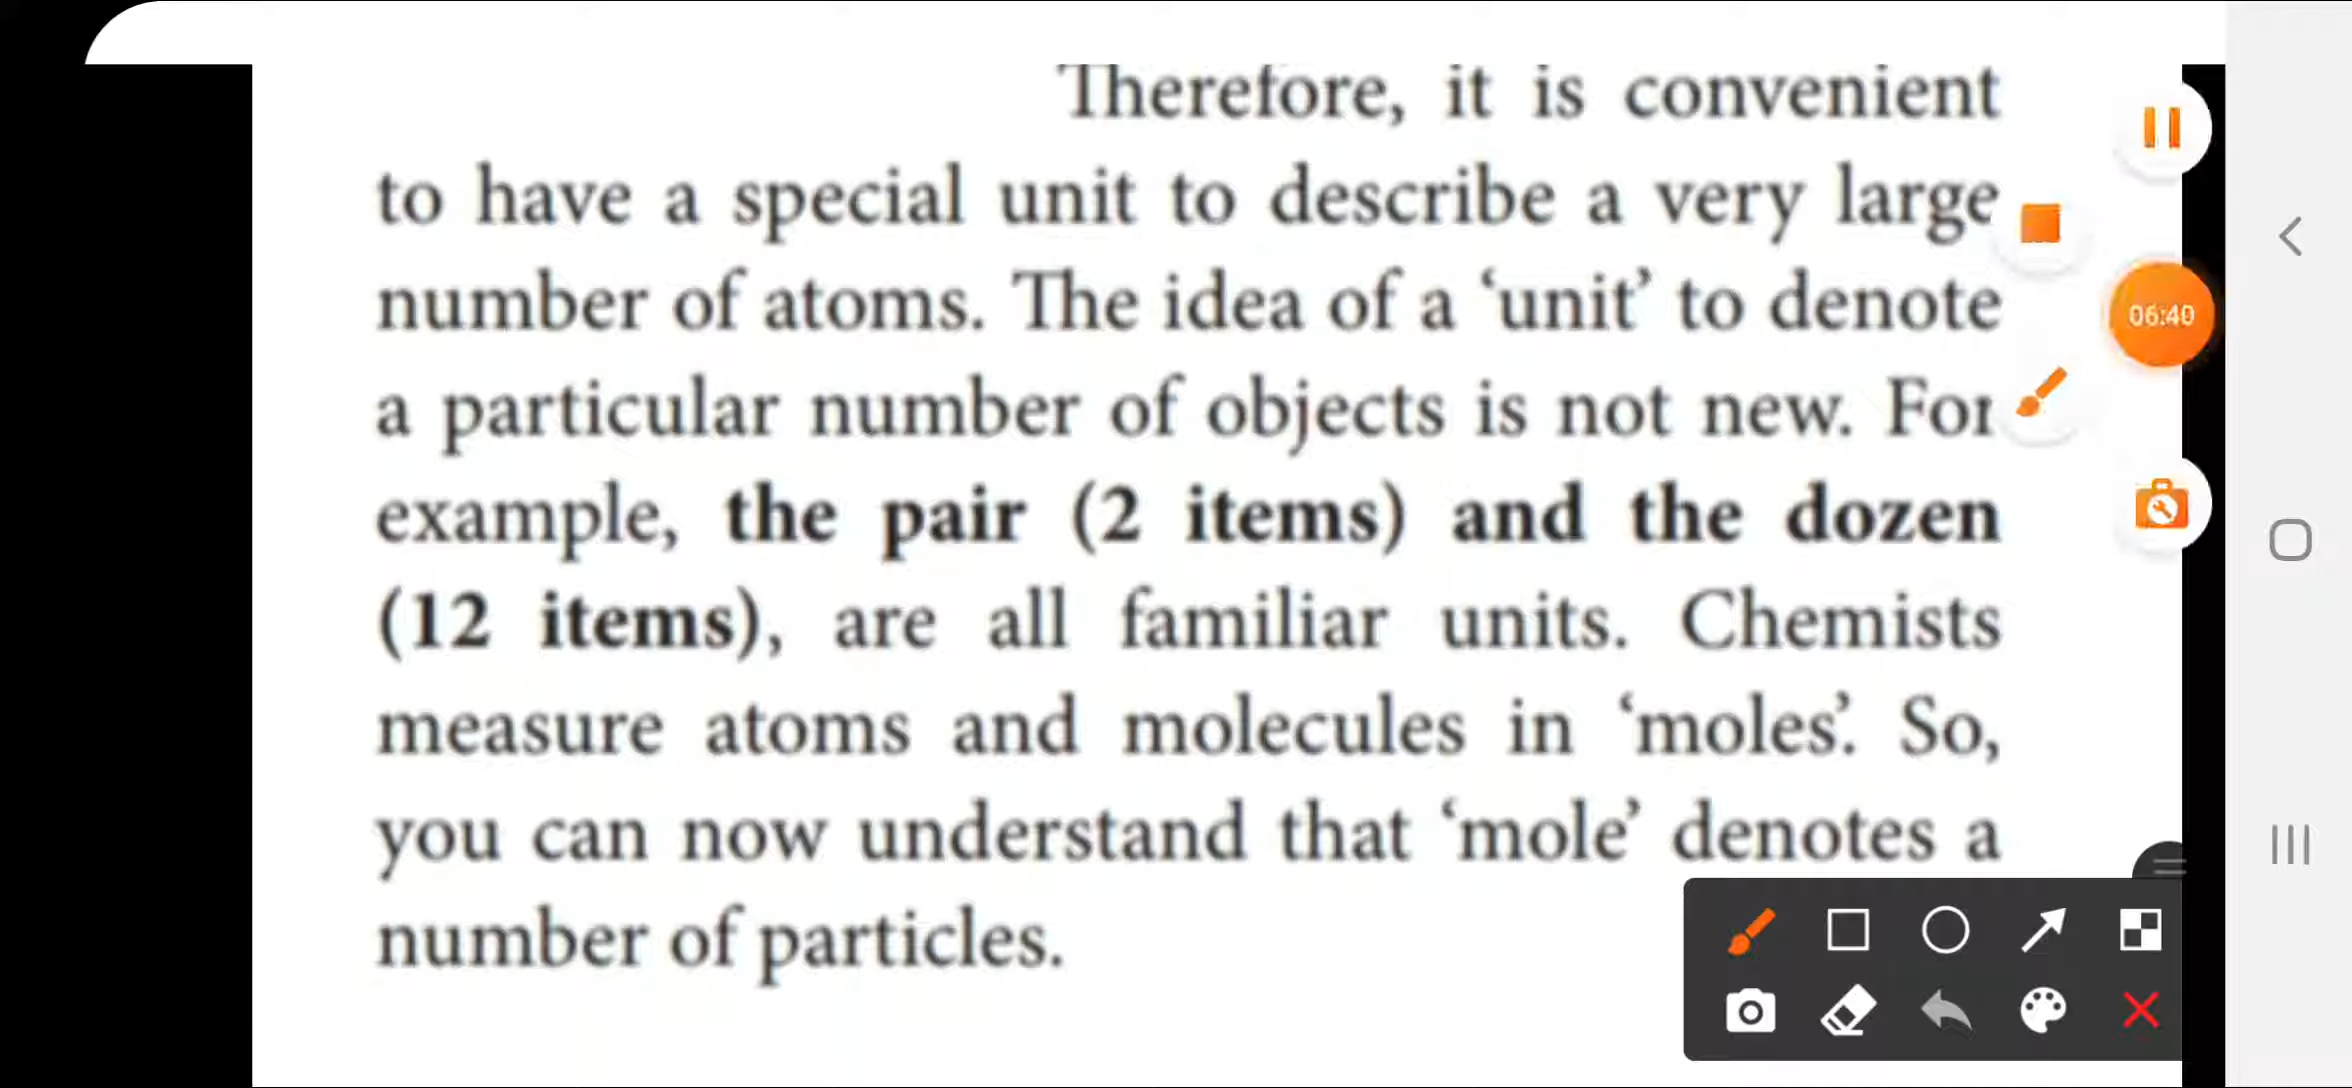 Therefore, it is convenient
to have a special unit to describe a very large
number of atoms. The idea of a ‘unit’ to denote
a particular number of objects is not new. For
example, the pair (2 items) and the dozen
(12 items), are all familiar units. Chemists
measure atoms and molecules in ‘moles’. So,
you can now understand that ‘mole’ denotes a
number of particles.
06:40